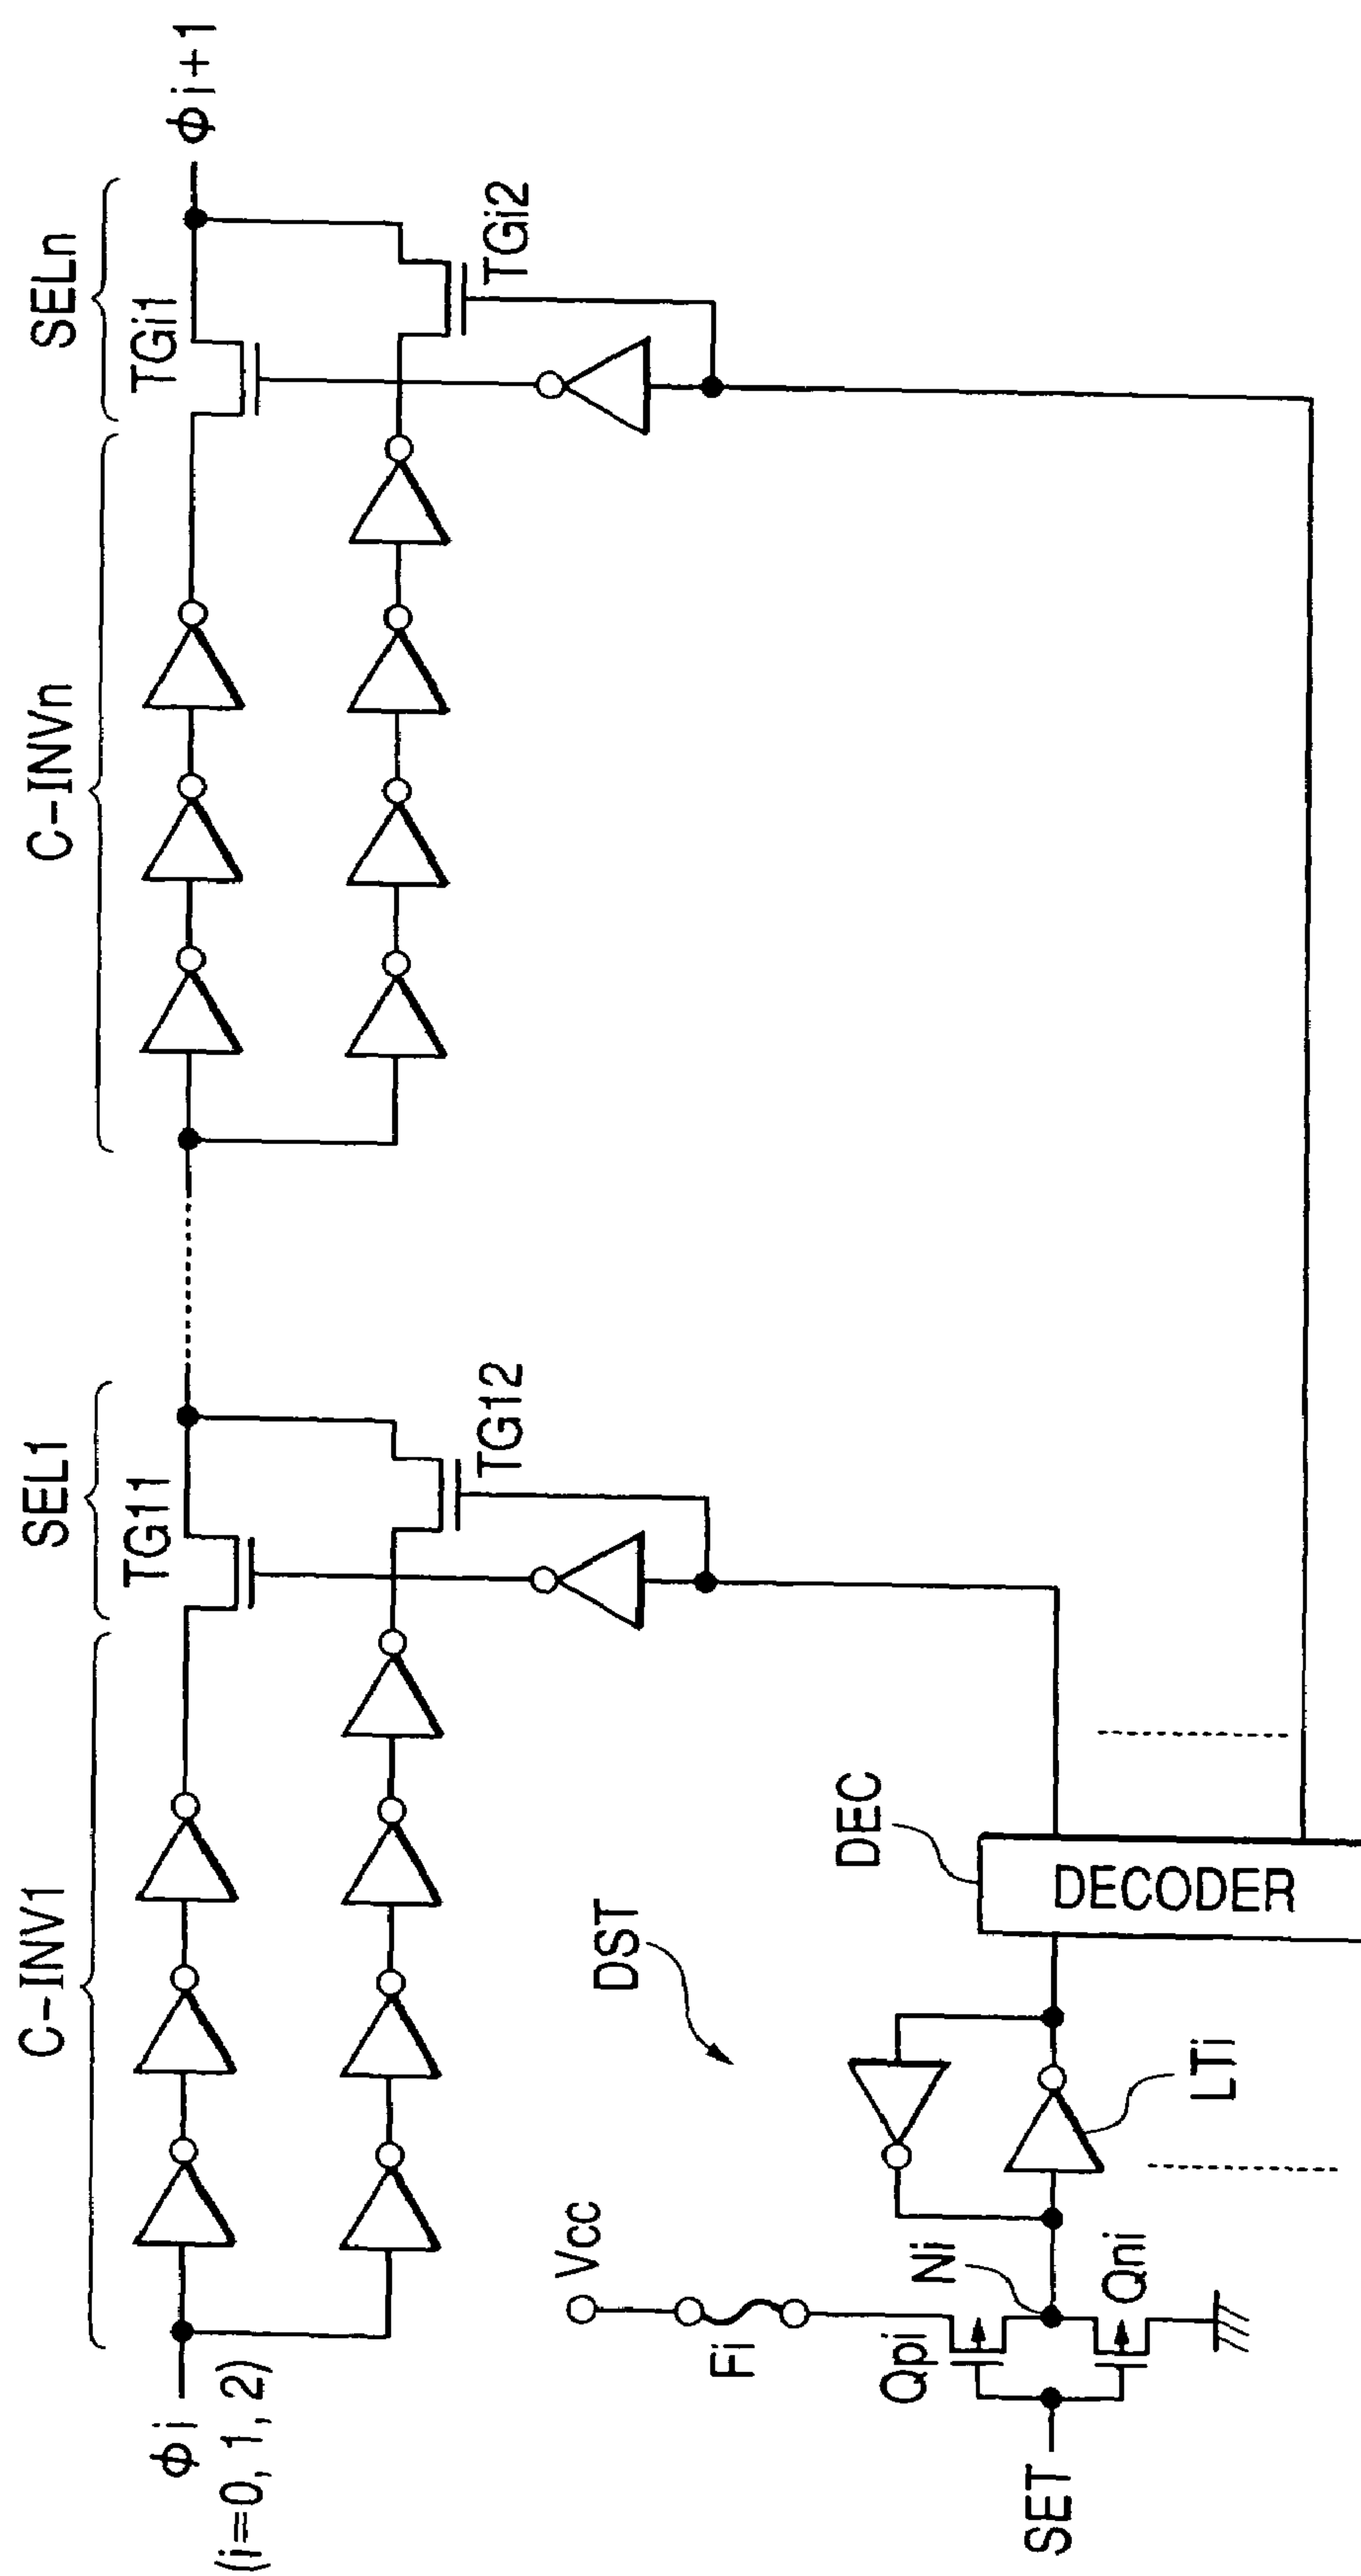 C-INV1
SEL1
C-INVn
SELn
TG11
TGi1
ϕi
(i=0, 1, 2)
ϕi+1
TG12
TGi2
DST
Vcc
Fi
DEC
Qpi
Ni
DECODER
SET
Qni
LTi